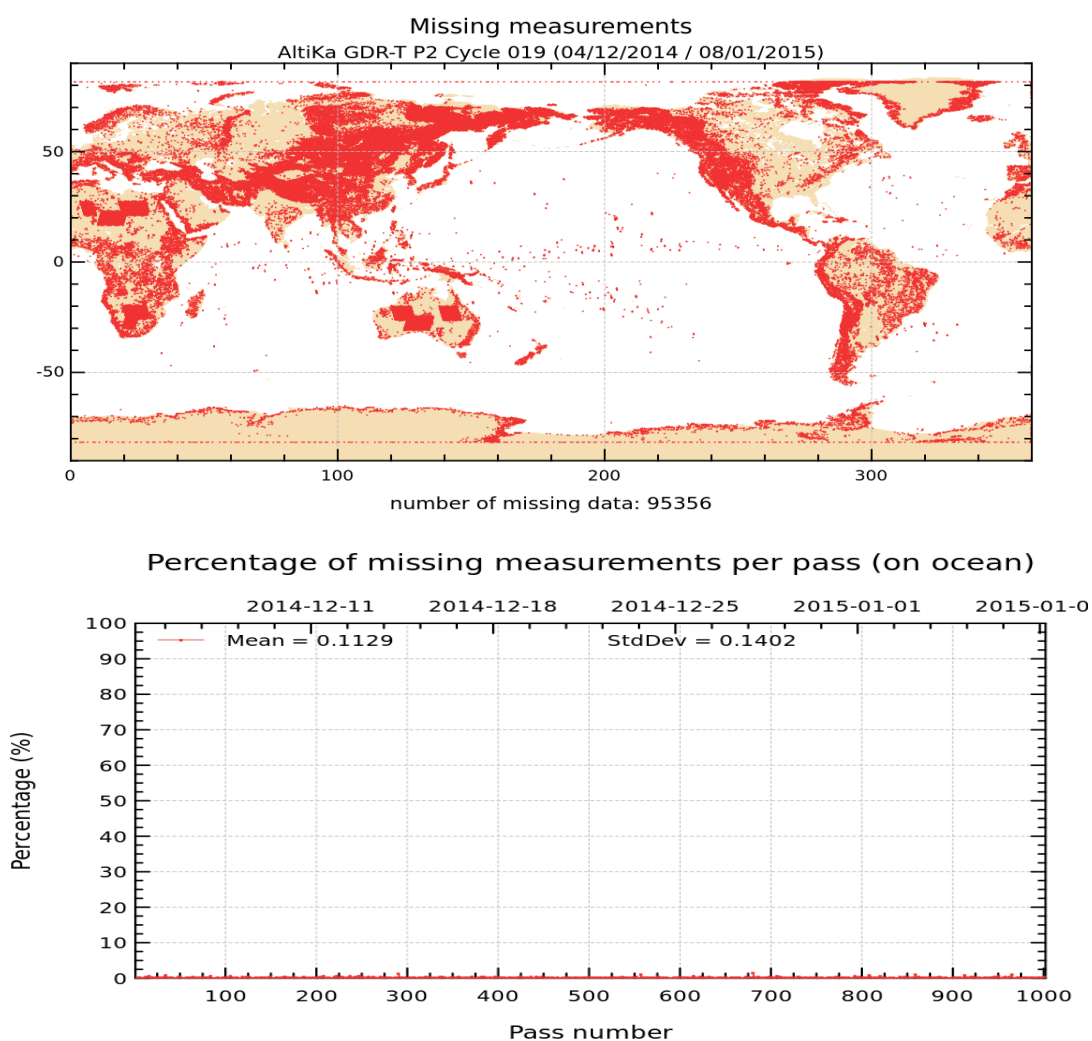 Missing measurements
AltiKa GDR-T P2 Cycle 019 (04/12/2014 / 08/01/2015)
50
0
-50
0 100 200 300
number of missing data: 95356
Percentage of missing measurements per pass (on ocean)
2014-12-11 2014-12-18 2014-12-25 2015-01-01 2015-01-0
Mean = 0.1129 StdDev = 0.1402
100
90
80
70
60
50
40
30
20
10
0
Percentage (%)
100 200 300 400 500 600 700 800 900 1000
Pass number